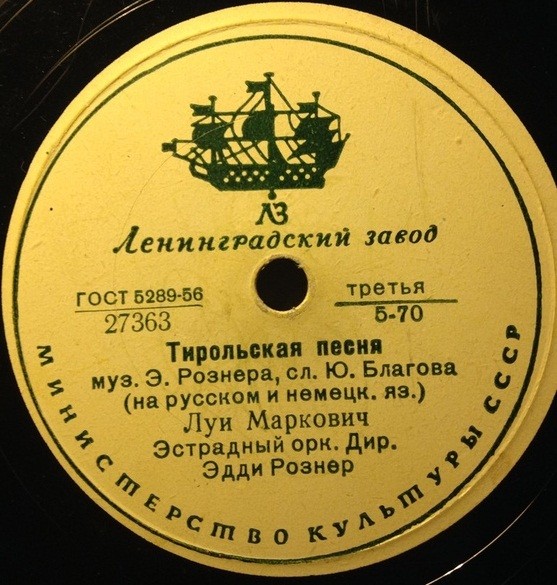 ЛЗ
Ленинградский завод
ГОСТ 5289-56
27363
третья
5-70
Тирольская песня
муз. Э. Рознера, сл. Ю. Благова
(на русском и немецк. яз.)
Луи Маркович
Эстрадный орк. Дир.
Эдди Рознер
МИНИСТЕРСТВО КУЛЬТУРЫ СССР